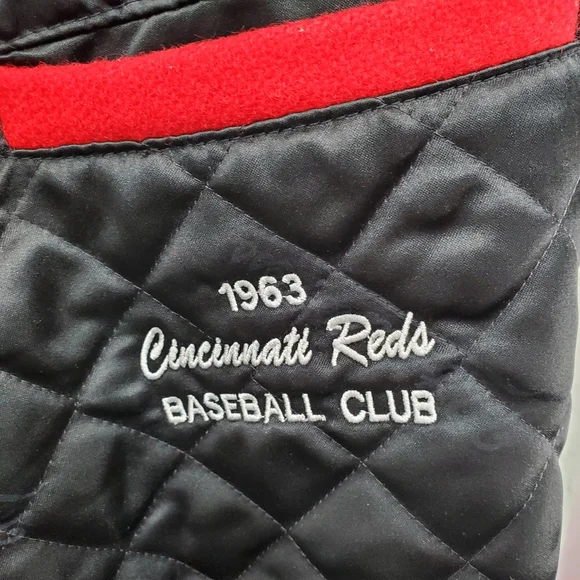 1963
Cincinnati Reds
BASEBALL CLUB